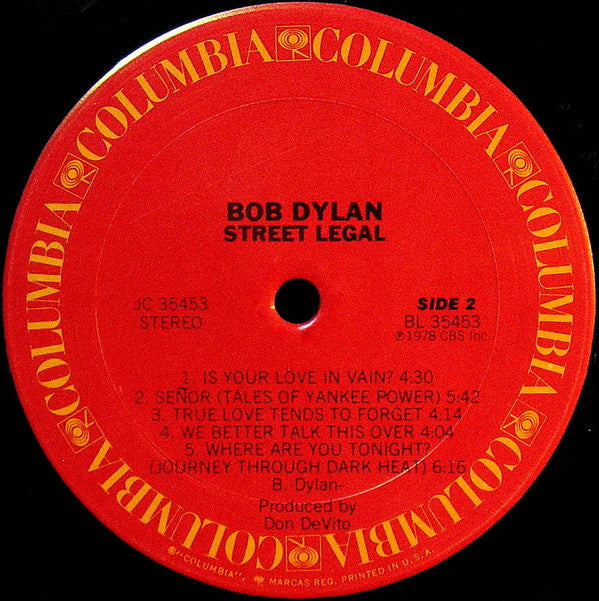 COLUMBIA COLUMBIA COLUMBIA COLUMBIA COLUMBIA COLUMBIA COLUMBIA COLUMBIA
BOB DYLAN
STREET LEGAL
JC 35453
STEREO
SIDE 2
BL 35453
℗1978 CBS Inc.
1. IS YOUR LOVE IN VAIN? 4:30
2. SEÑOR (TALES OF YANKEE POWER) 5:42
3. TRUE LOVE TENDS TO FORGET 4:14
4. WE BETTER TALK THIS OVER 4:04
5. WHERE ARE YOU TONIGHT?
(JOURNEY THROUGH DARK HEAT) 6:16
B. Dylan-
Produced by
Don DeVito
® "COLUMBIA", MARCAS REG. PRINTED IN U.S.A.